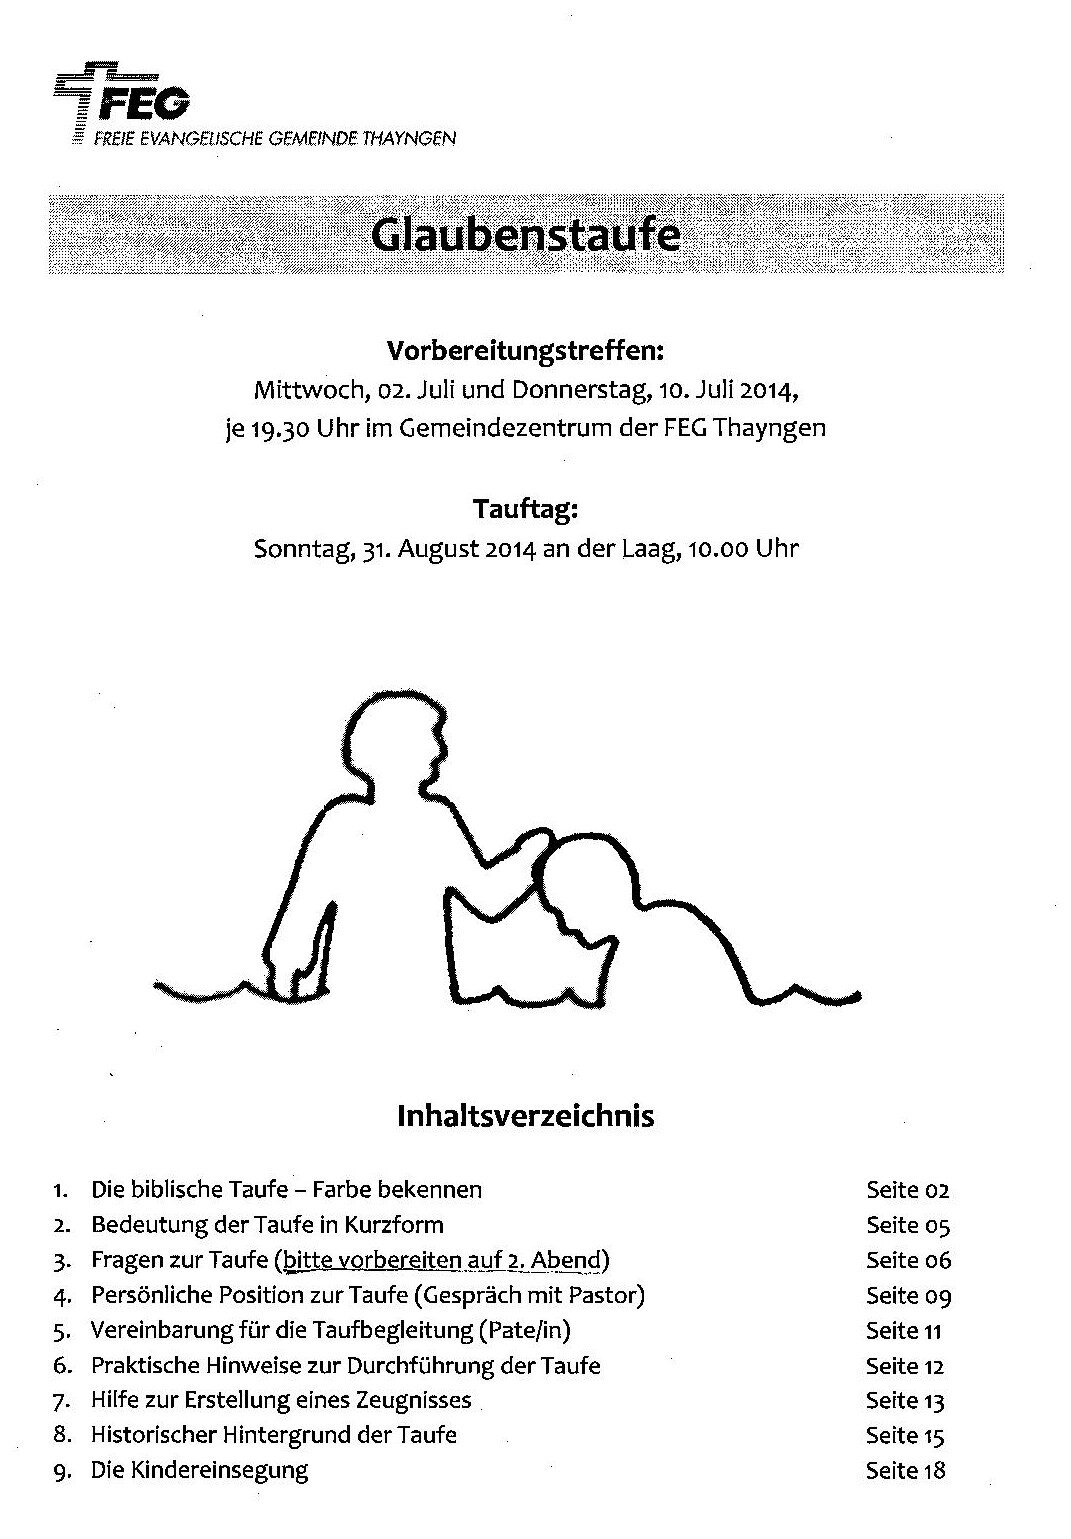 FEG
FREIE EVANGELISCHE GEMEINDE THAYNGEN
Glaubenstaufe
Vorbereitungstreffen:
Mittwoch, 02. Juli und Donnerstag, 10. Juli 2014,
je 19.30 Uhr im Gemeindezentrum der FEG Thayngen
Tauftag:
Sonntag, 31. August 2014 an der Laag, 10.00 Uhr
Inhaltsverzeichnis
1. Die biblische Taufe – Farbe bekennen Seite 02
2. Bedeutung der Taufe in Kurzform Seite 05
3. Fragen zur Taufe (bitte vorbereiten auf 2. Abend) Seite 06
4. Persönliche Position zur Taufe (Gespräch mit Pastor) Seite 09
5. Vereinbarung für die Taufbegleitung (Pate/in) Seite 11
6. Praktische Hinweise zur Durchführung der Taufe Seite 12
7. Hilfe zur Erstellung eines Zeugnisses Seite 13
8. Historischer Hintergrund der Taufe Seite 15
9. Die Kindereinsegung Seite 18